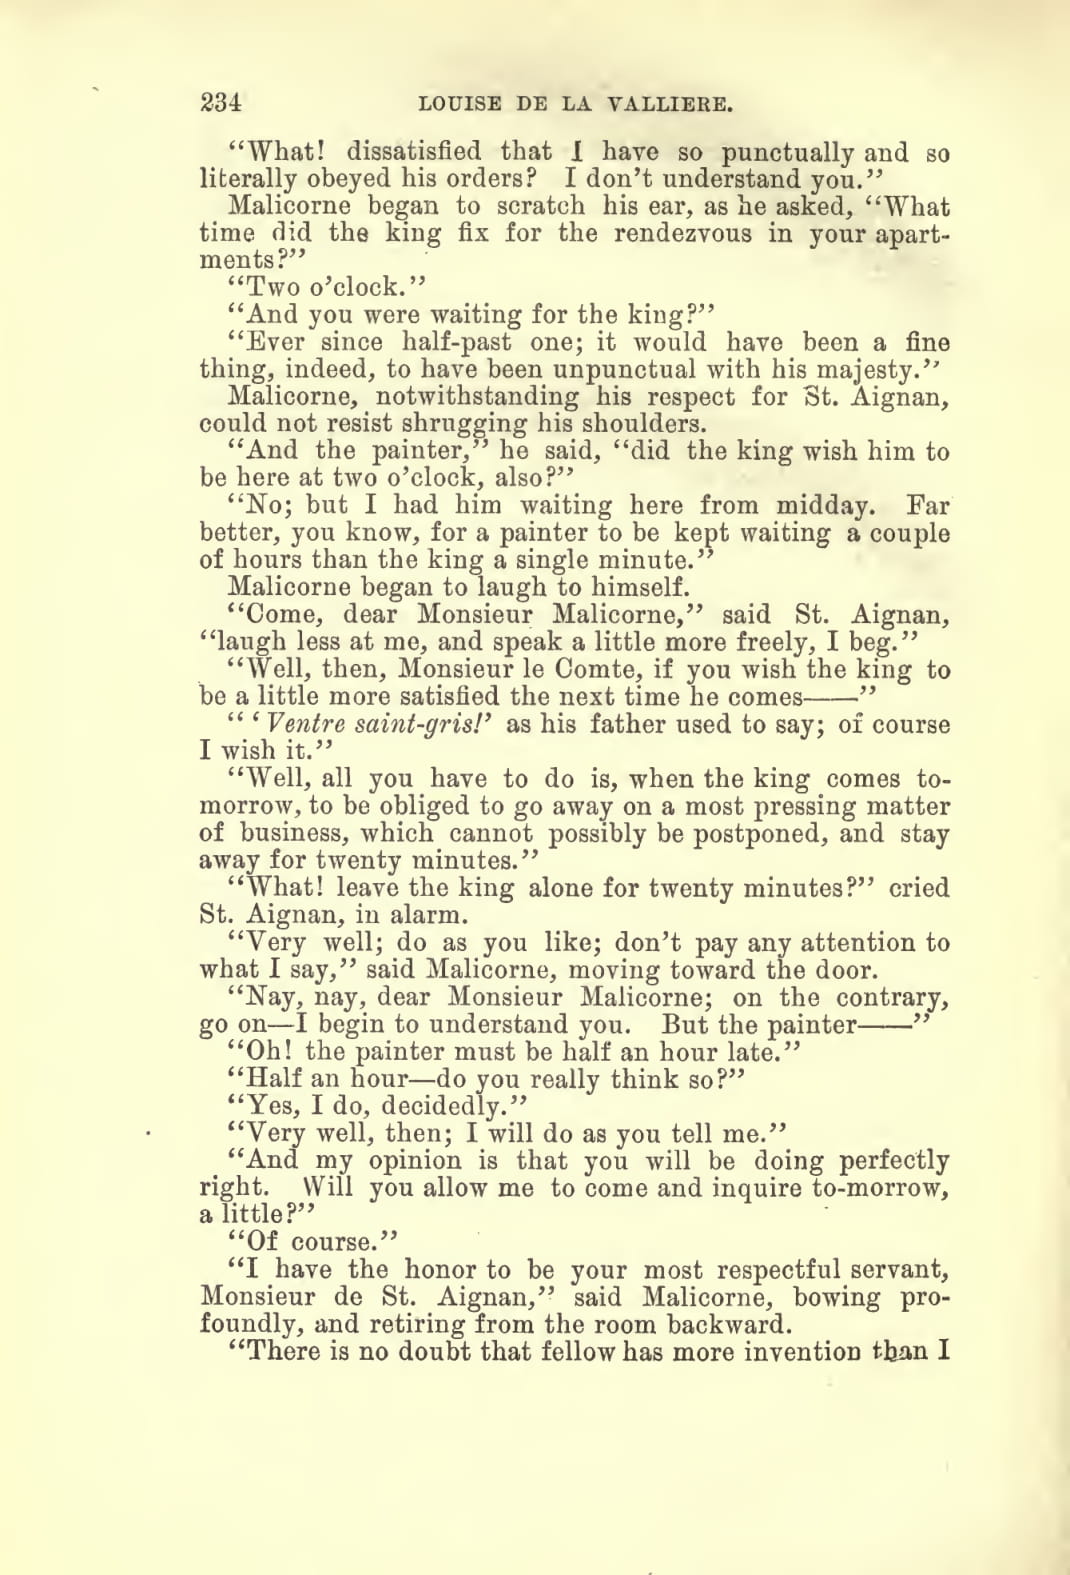 234 LOUISE DE LA VALLIERE.
“What! dissatisfied that I have so punctually and so
literally obeyed his orders? I don’t understand you.”
Malicorne began to scratch his ear, as he asked, “What
time did the king fix for the rendezvous in your apart-
ments?”
“Two o’clock.”
“And you were waiting for the king?”
“Ever since half-past one; it would have been a fine
thing, indeed, to have been unpunctual with his majesty.”
Malicorne, notwithstanding his respect for St. Aignan,
could not resist shrugging his shoulders.
“And the painter,” he said, “did the king wish him to
be here at two o’clock, also?”
“No; but I had him waiting here from midday. Far
better, you know, for a painter to be kept waiting a couple
of hours than the king a single minute.”
Malicorne began to laugh to himself.
“Come, dear Monsieur Malicorne,” said St. Aignan,
“laugh less at me, and speak a little more freely, I beg.”
“Well, then, Monsieur le Comte, if you wish the king to
be a little more satisfied the next time he comes——”
“ ‘Ventre saint-gris!’ as his father used to say; of course
I wish it.”
“Well, all you have to do is, when the king comes to-
morrow, to be obliged to go away on a most pressing matter
of business, which cannot possibly be postponed, and stay
away for twenty minutes.”
“What! leave the king alone for twenty minutes?” cried
St. Aignan, in alarm.
“Very well; do as you like; don’t pay any attention to
what I say,” said Malicorne, moving toward the door.
“Nay, nay, dear Monsieur Malicorne; on the contrary,
go on—I begin to understand you. But the painter——”
“Oh! the painter must be half an hour late.”
“Half an hour—do you really think so?”
“Yes, I do, decidedly.”
“Very well, then; I will do as you tell me.”
“And my opinion is that you will be doing perfectly
right. Will you allow me to come and inquire to-morrow,
a little?”
“Of course.”
“I have the honor to be your most respectful servant,
Monsieur de St. Aignan,” said Malicorne, bowing pro-
foundly, and retiring from the room backward.
“There is no doubt that fellow has more invention than I